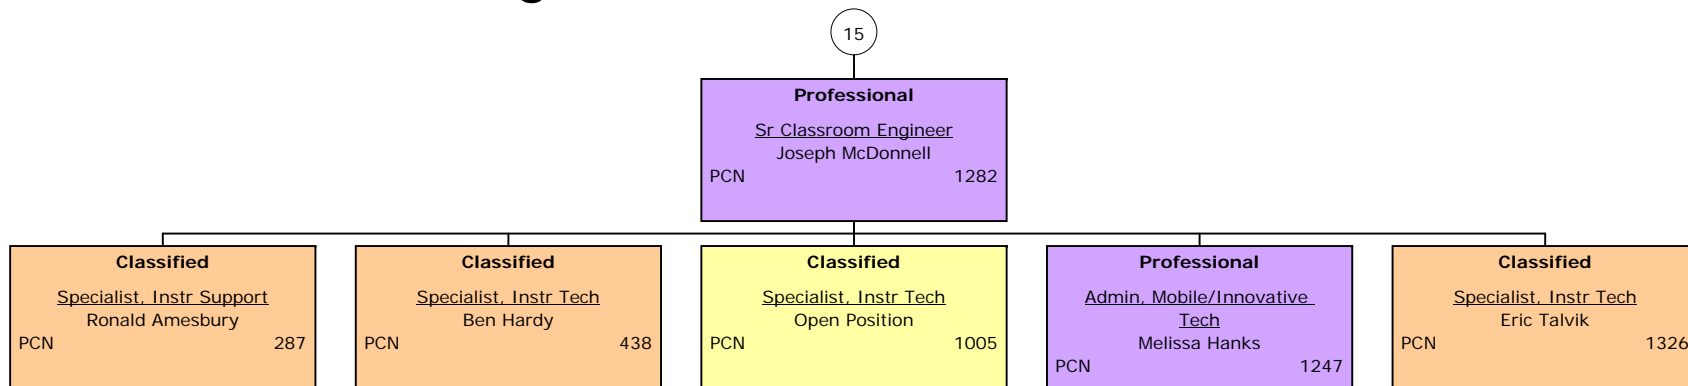 15
Professional
Sr Classroom Engineer
Joseph McDonnell
PCN 1282
Classified
Specialist, Instr Support
Ronald Amesbury
PCN 287
Classified
Specialist, Instr Tech
Ben Hardy
PCN 438
Classified
Specialist, Instr Tech
Open Position
PCN 1005
Professional
Admin, Mobile/Innovative
Tech
Melissa Hanks
PCN 1247
Classified
Specialist, Instr Tech
Eric Talvik
PCN 1326